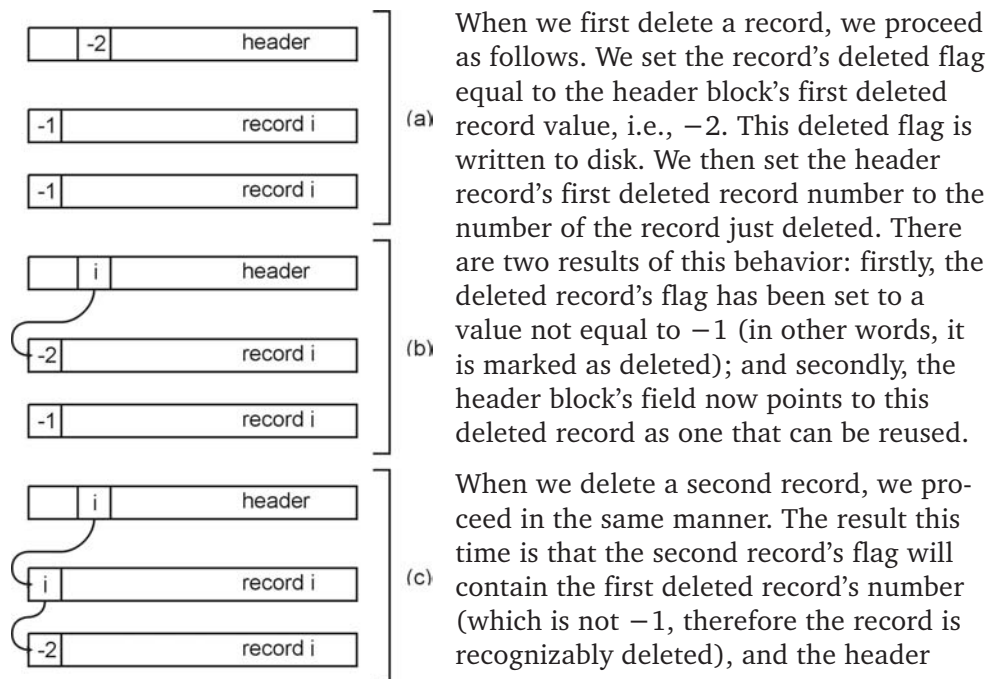 -2 header
-1 record i
(a)
-1 record i
i header
-2 record i
(b)
-1 record i
i header
i record i
(c)
-2 record i
When we first delete a record, we proceed
as follows. We set the record's deleted flag
equal to the header block's first deleted
record value, i.e., −2. This deleted flag is
written to disk. We then set the header
record's first deleted record number to the
number of the record just deleted. There
are two results of this behavior: firstly, the
deleted record's flag has been set to a
value not equal to −1 (in other words, it
is marked as deleted); and secondly, the
header block's field now points to this
deleted record as one that can be reused.
When we delete a second record, we pro-
ceed in the same manner. The result this
time is that the second record's flag will
contain the first deleted record's number
(which is not −1, therefore the record is
recognizably deleted), and the header